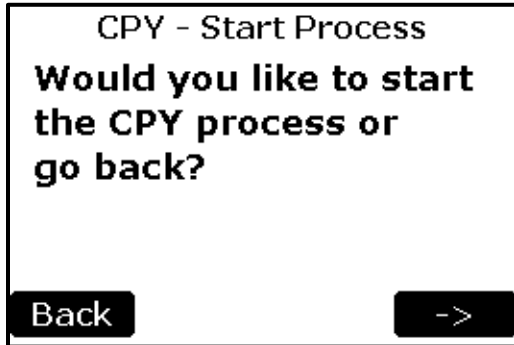 CPY - Start Process
Would you like to start
the CPY process or
go back?
Back ->